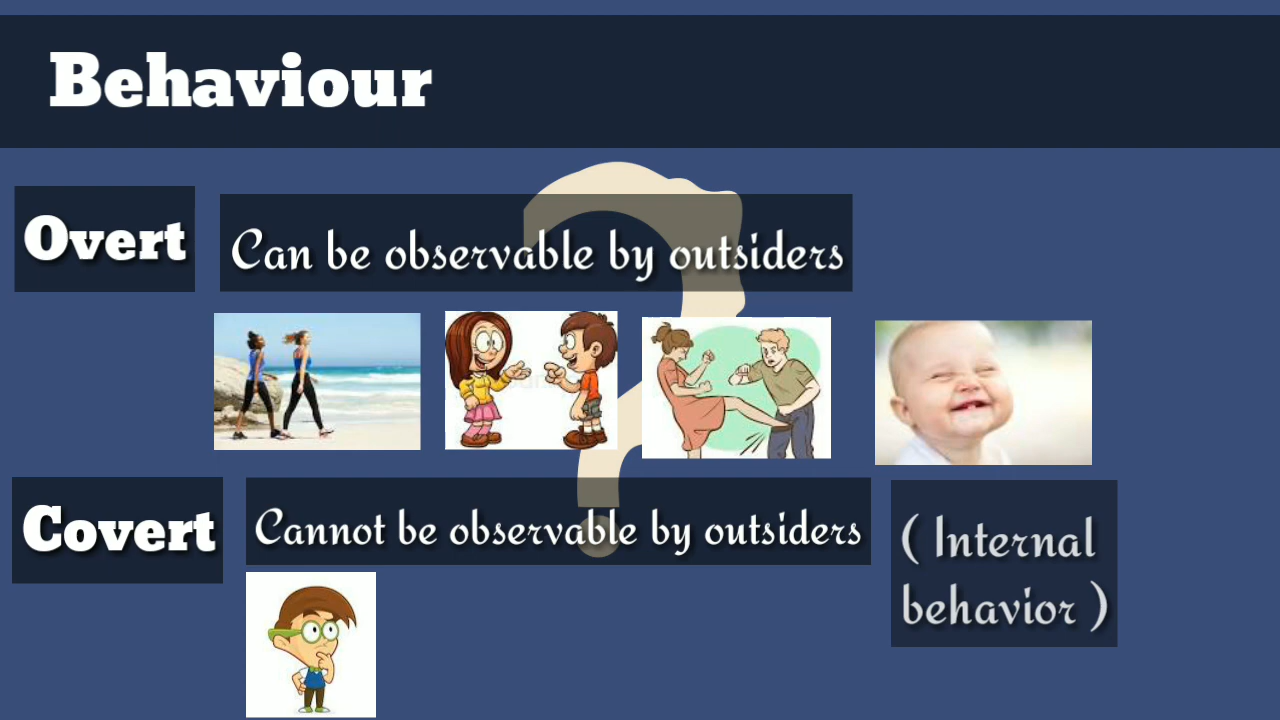 Behaviour
Overt
Can be observable by outsiders
Covert
Cannot be observable by outsiders
( Internal
behavior )